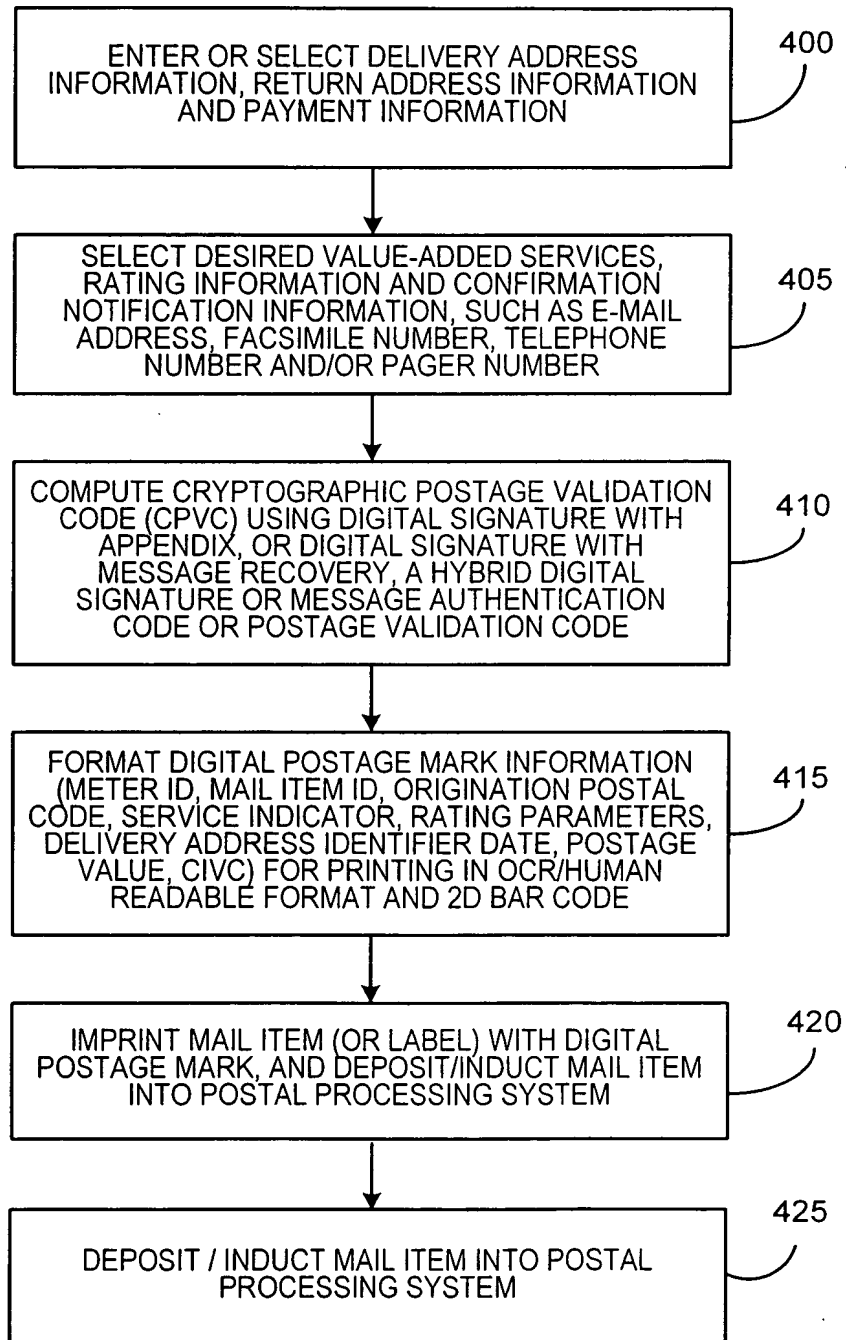 ENTER OR SELECT DELIVERY ADDRESS
INFORMATION, RETURN ADDRESS INFORMATION
AND PAYMENT INFORMATION
400
SELECT DESIRED VALUE-ADDED SERVICES,
RATING INFORMATION AND CONFIRMATION
NOTIFICATION INFORMATION, SUCH AS E-MAIL
ADDRESS, FACSIMILE NUMBER, TELEPHONE
NUMBER AND/OR PAGER NUMBER
405
COMPUTE CRYPTOGRAPHIC POSTAGE VALIDATION
CODE (CPVC) USING DIGITAL SIGNATURE WITH
APPENDIX, OR DIGITAL SIGNATURE WITH
MESSAGE RECOVERY, A HYBRID DIGITAL
SIGNATURE OR MESSAGE AUTHENTICATION
CODE OR POSTAGE VALIDATION CODE
410
FORMAT DIGITAL POSTAGE MARK INFORMATION
(METER ID, MAIL ITEM ID, ORIGINATION POSTAL
CODE, SERVICE INDICATOR, RATING PARAMETERS,
DELIVERY ADDRESS IDENTIFIER DATE, POSTAGE
VALUE, CIVC) FOR PRINTING IN OCR/HUMAN
READABLE FORMAT AND 2D BAR CODE
415
IMPRINT MAIL ITEM (OR LABEL) WITH DIGITAL
POSTAGE MARK, AND DEPOSIT/INDUCT MAIL ITEM
INTO POSTAL PROCESSING SYSTEM
420
DEPOSIT / INDUCT MAIL ITEM INTO POSTAL
PROCESSING SYSTEM
425